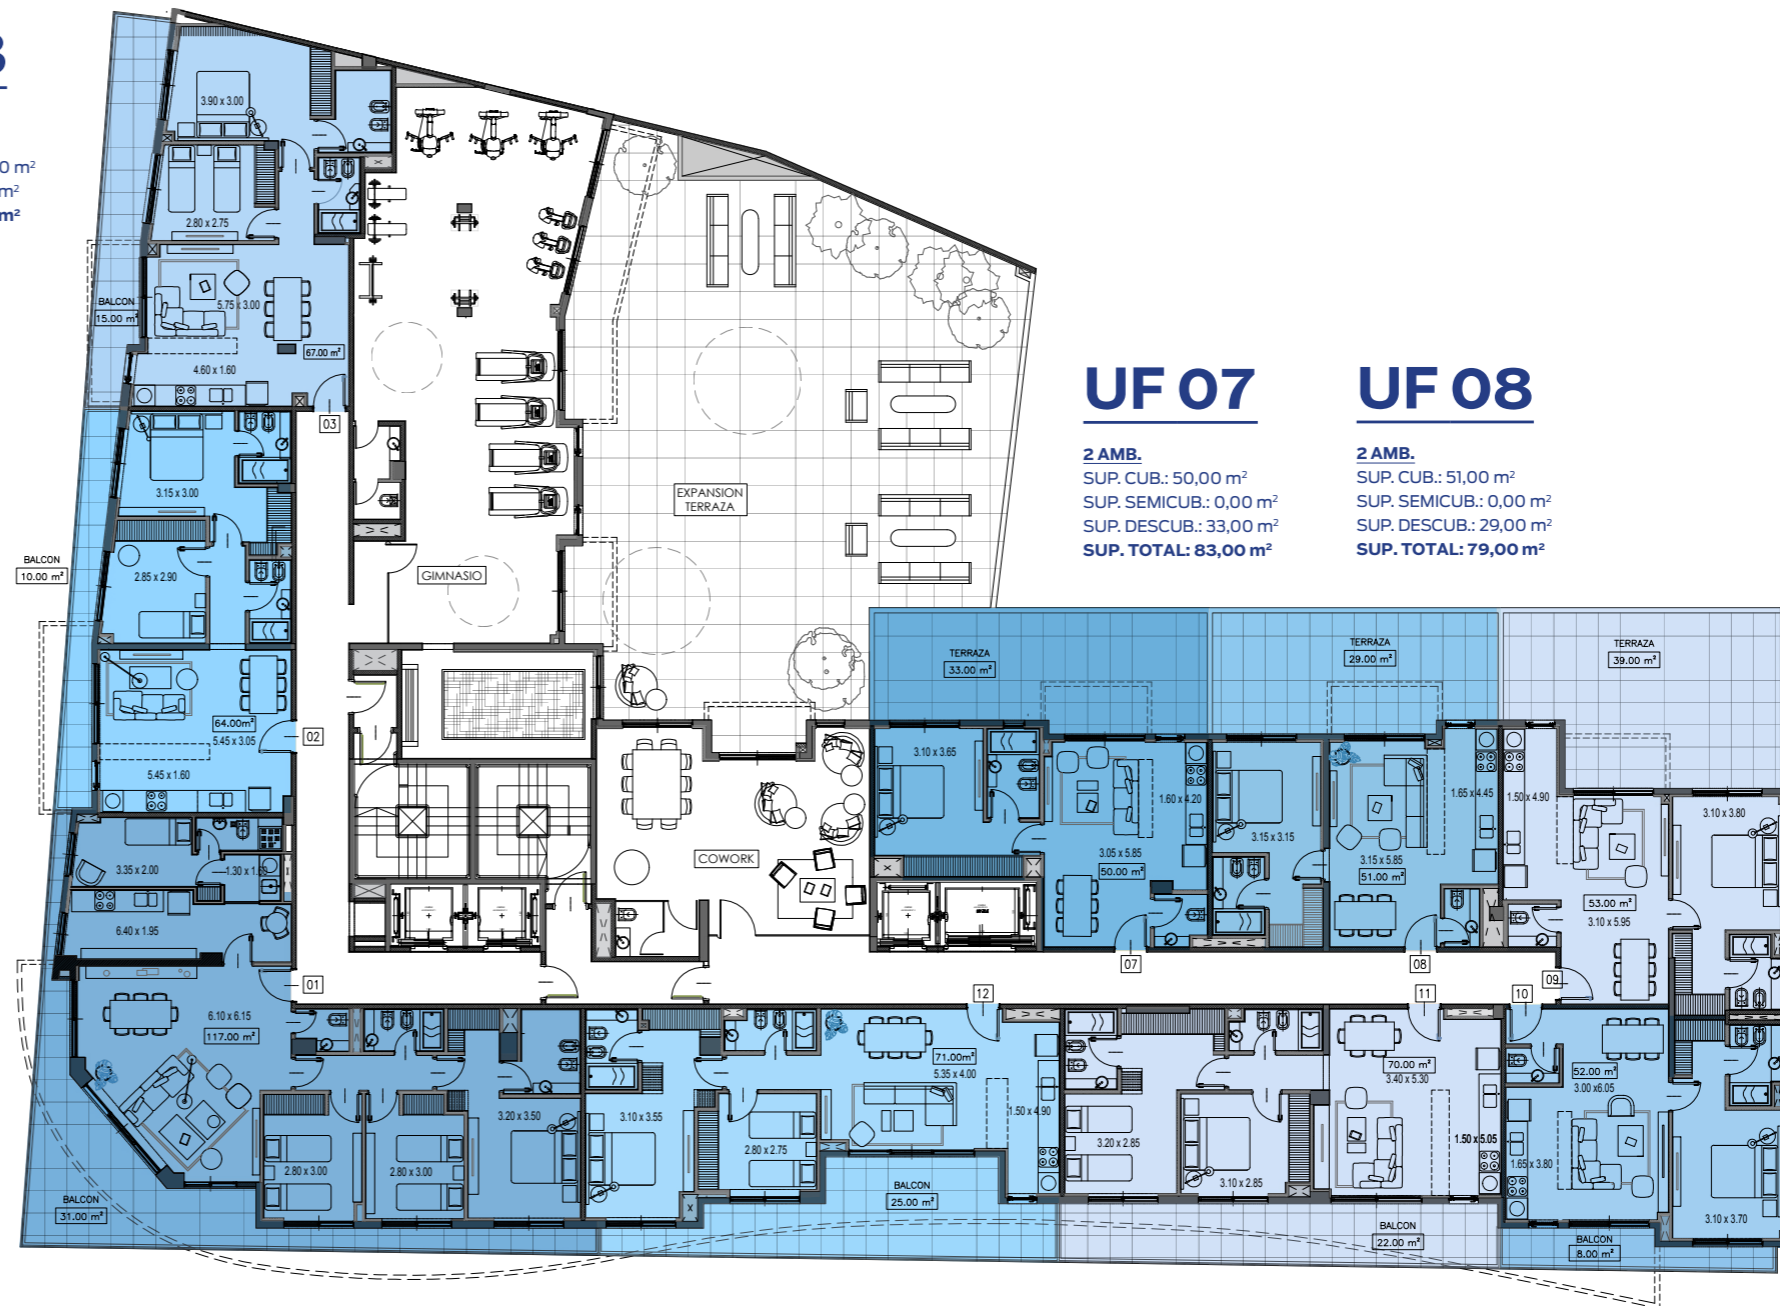 3
0 m²
m²
m²
UF 07
2 AMB.
SUP. CUB.: 50,00 m²
SUP. SEMICUB.: 0,00 m²
SUP. DESCUB.: 33,00 m²
SUP. TOTAL: 83,00 m²
UF 08
2 AMB.
SUP. CUB.: 51,00 m²
SUP. SEMICUB.: 0,00 m²
SUP. DESCUB.: 29,00 m²
SUP. TOTAL: 79,00 m²
3.90 x 3.00
2.80 x 2.75
BALCON
15.00 m²
5.75 x 3.00
67.00 m²
4.60 x 1.60
03
3.15 x 3.00
BALCON
10.00 m²
2.85 x 2.90
64.00m²
5.45 x 3.05
5.45 x 1.60
02
GIMNASIO
EXPANSION
TERRAZA
COWORK
3.35 x 2.00
6.40 x 1.95
01
6.10 x 6.15
117.00 m²
2.80 x 3.00
2.80 x 3.00
3.20 x 3.50
BALCON
31.00 m²
TERRAZA
33.00 m²
3.10 x 3.65
1.60 x 4.20
3.05 x 5.85
50.00 m²
07
TERRAZA
29.00 m²
3.15 x 3.15
1.65 x 4.45
3.15 x 5.85
51.00 m²
08
TERRAZA
39.00 m²
1.50 x 4.90
3.10 x 3.80
53.00 m²
3.10 x 5.95
09
10
52.00 m²
3.00 x6.05
1.65 x 3.80
3.10 x 3.70
BALCON
8.00 m²
11
70.00 m²
3.40 x 5.30
1.50 x 5.05
3.20 x 2.85
3.10 x 2.85
BALCON
22.00 m²
12
71.00m²
5.35 x 4.00
1.50 x 4.90
3.10 x 3.55
2.80 x 2.75
BALCON
25.00 m²